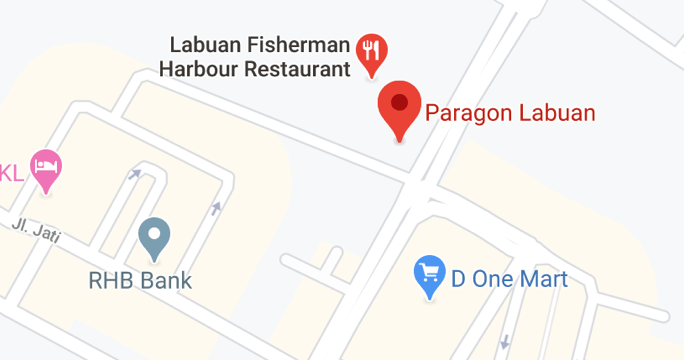 Labuan Fisherman
Harbour Restaurant
Paragon Labuan
KL
Jl. Jati
RHB Bank
D One Mart